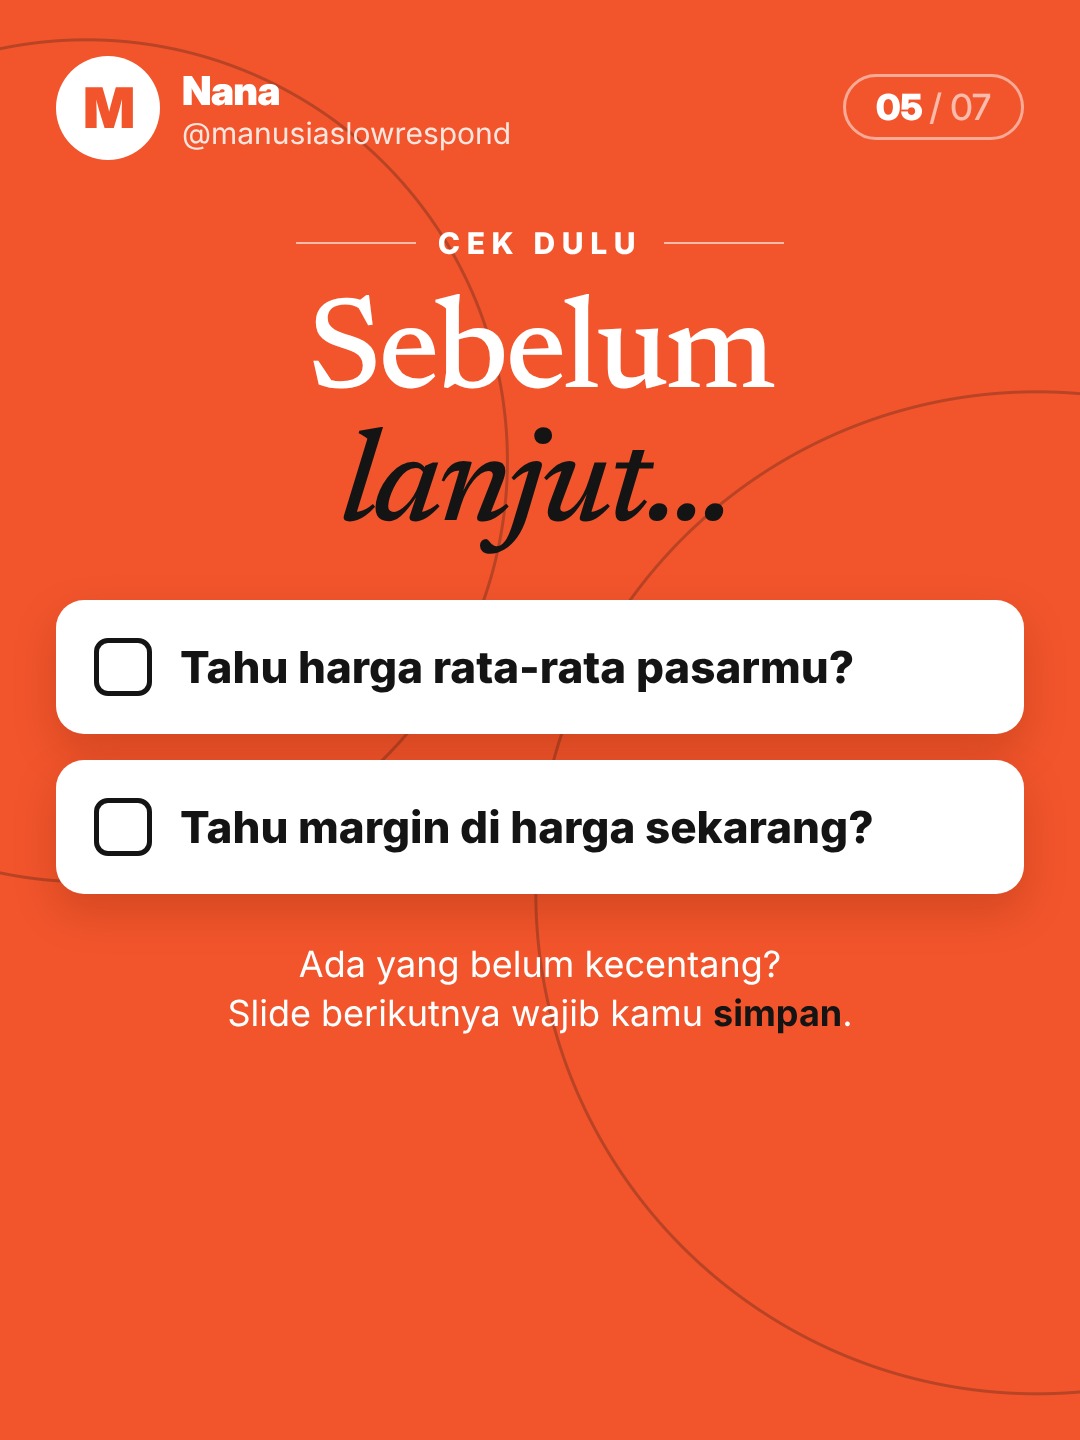 M
Nana
@manusiaslowrespond
05 / 07
CEK DULU
Sebelum
lanjut...
Tahu harga rata-rata pasarmu?
Tahu margin di harga sekarang?
Ada yang belum kecentang?
Slide berikutnya wajib kamu simpan.